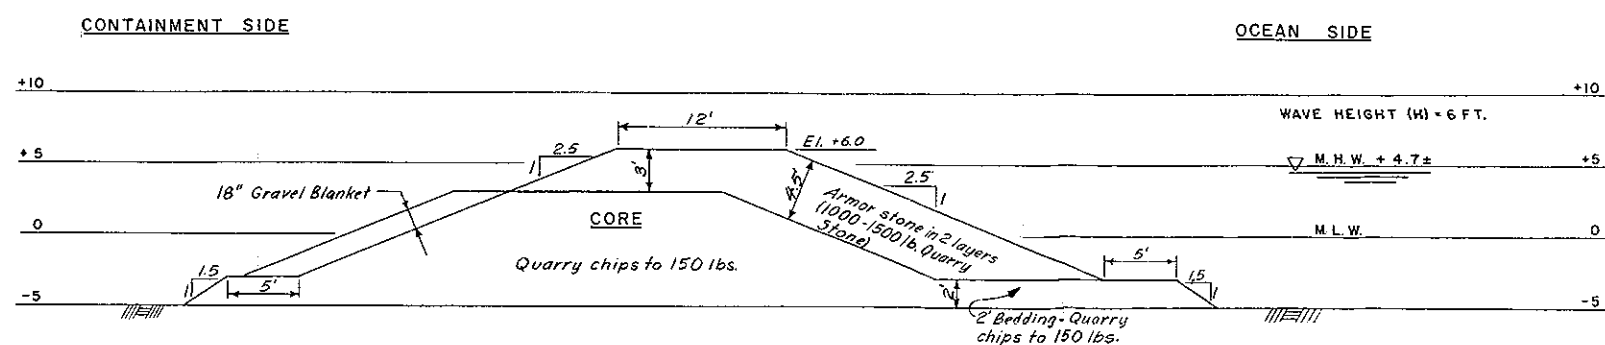 CONTAINMENT SIDE
OCEAN SIDE
+10
+10
WAVE HEIGHT (H) = 6 FT.
12'
El. +6.0
+5
2.5
1
3'
M.H.W. + 4.7±
+5
18" Gravel Blanket
4.5'
2.5
1
Armor stone in 2 layers
(1000-1500 lb. Quarry
Stone)
CORE
0
M.L.W.
0
Quarry chips to 150 lbs.
1.5
1
5'
5'
1.5
1
2'
-5
-5
2' Bedding-Quarry
chips to 150 lbs.